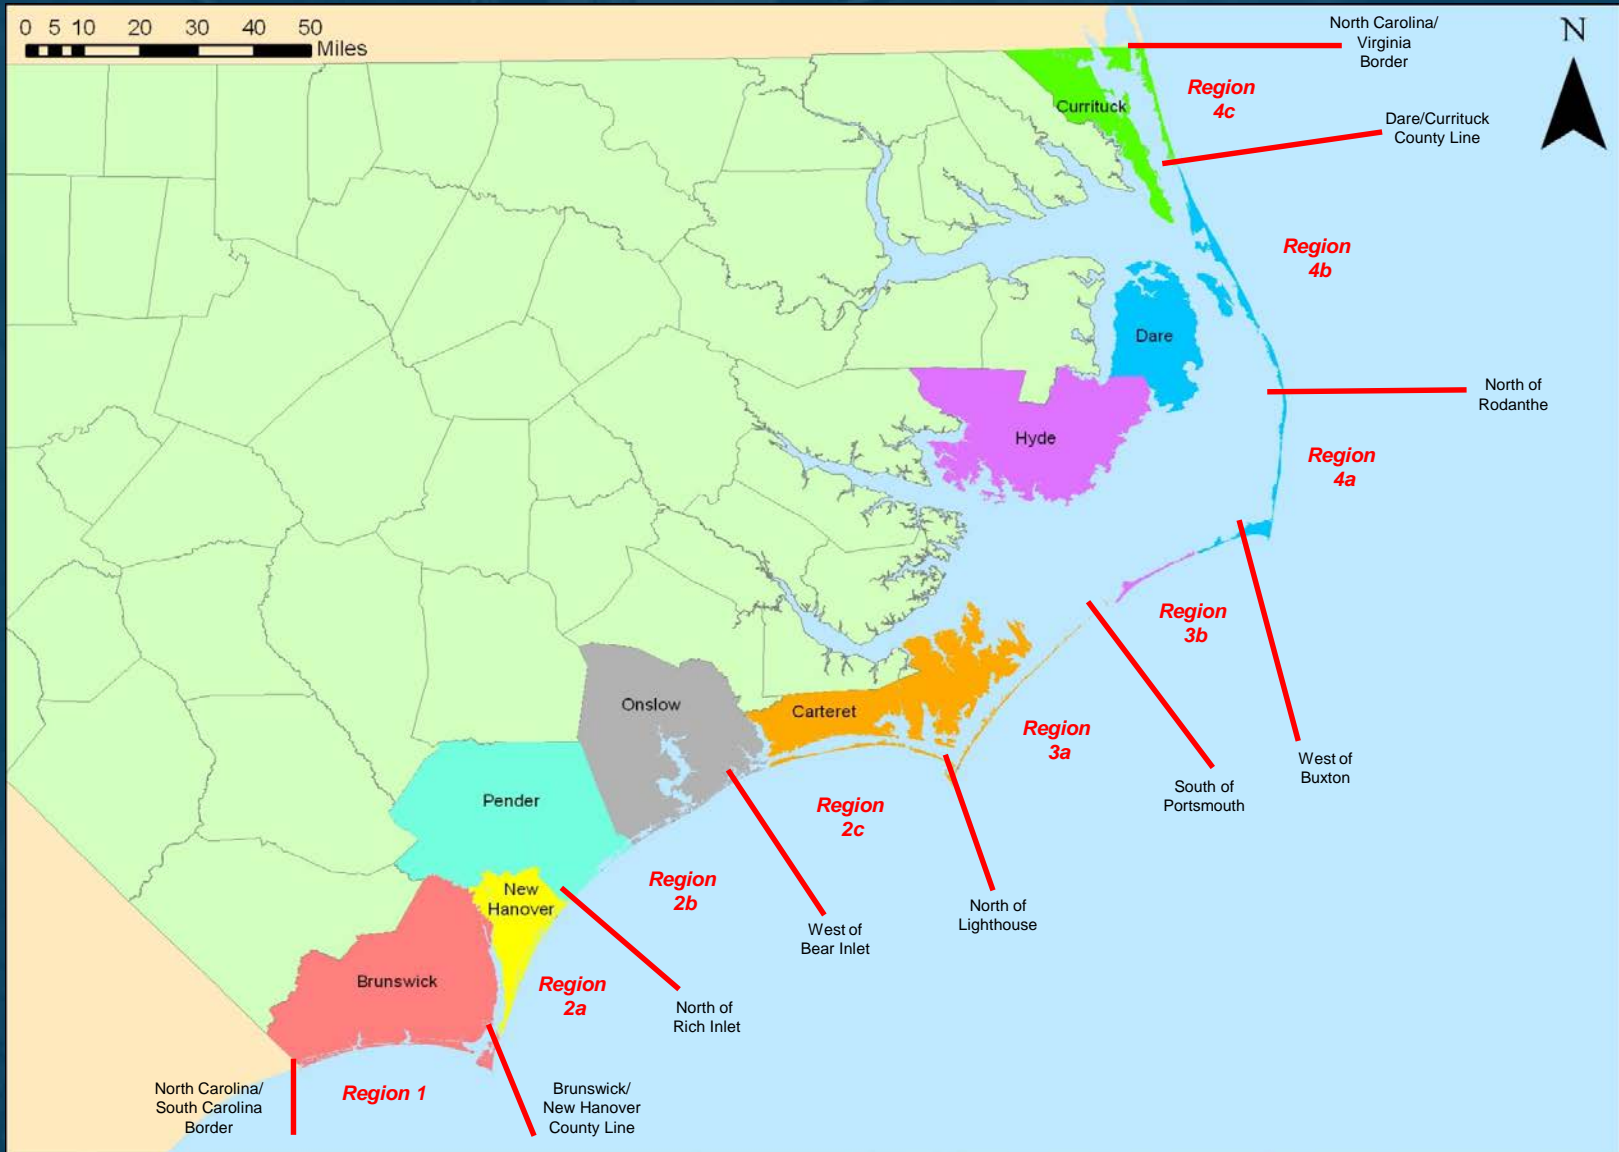 0 5 10 20 30 40 50
Miles
North Carolina/
Virginia
Border
N
Region
4c
Currituck
Dare/Currituck
County Line
Region
4b
Dare
North of
Rodanthe
Hyde
Region
4a
Region
3b
Onslow
Carteret
Region
3a
West of
Buxton
South of
Portsmouth
Pender
Region
2c
New
Hanover
Region
2b
North of
Lighthouse
West of
Bear Inlet
Brunswick
Region
2a
North of
Rich Inlet
North Carolina/
South Carolina
Border
Region 1
Brunswick/
New Hanover
County Line